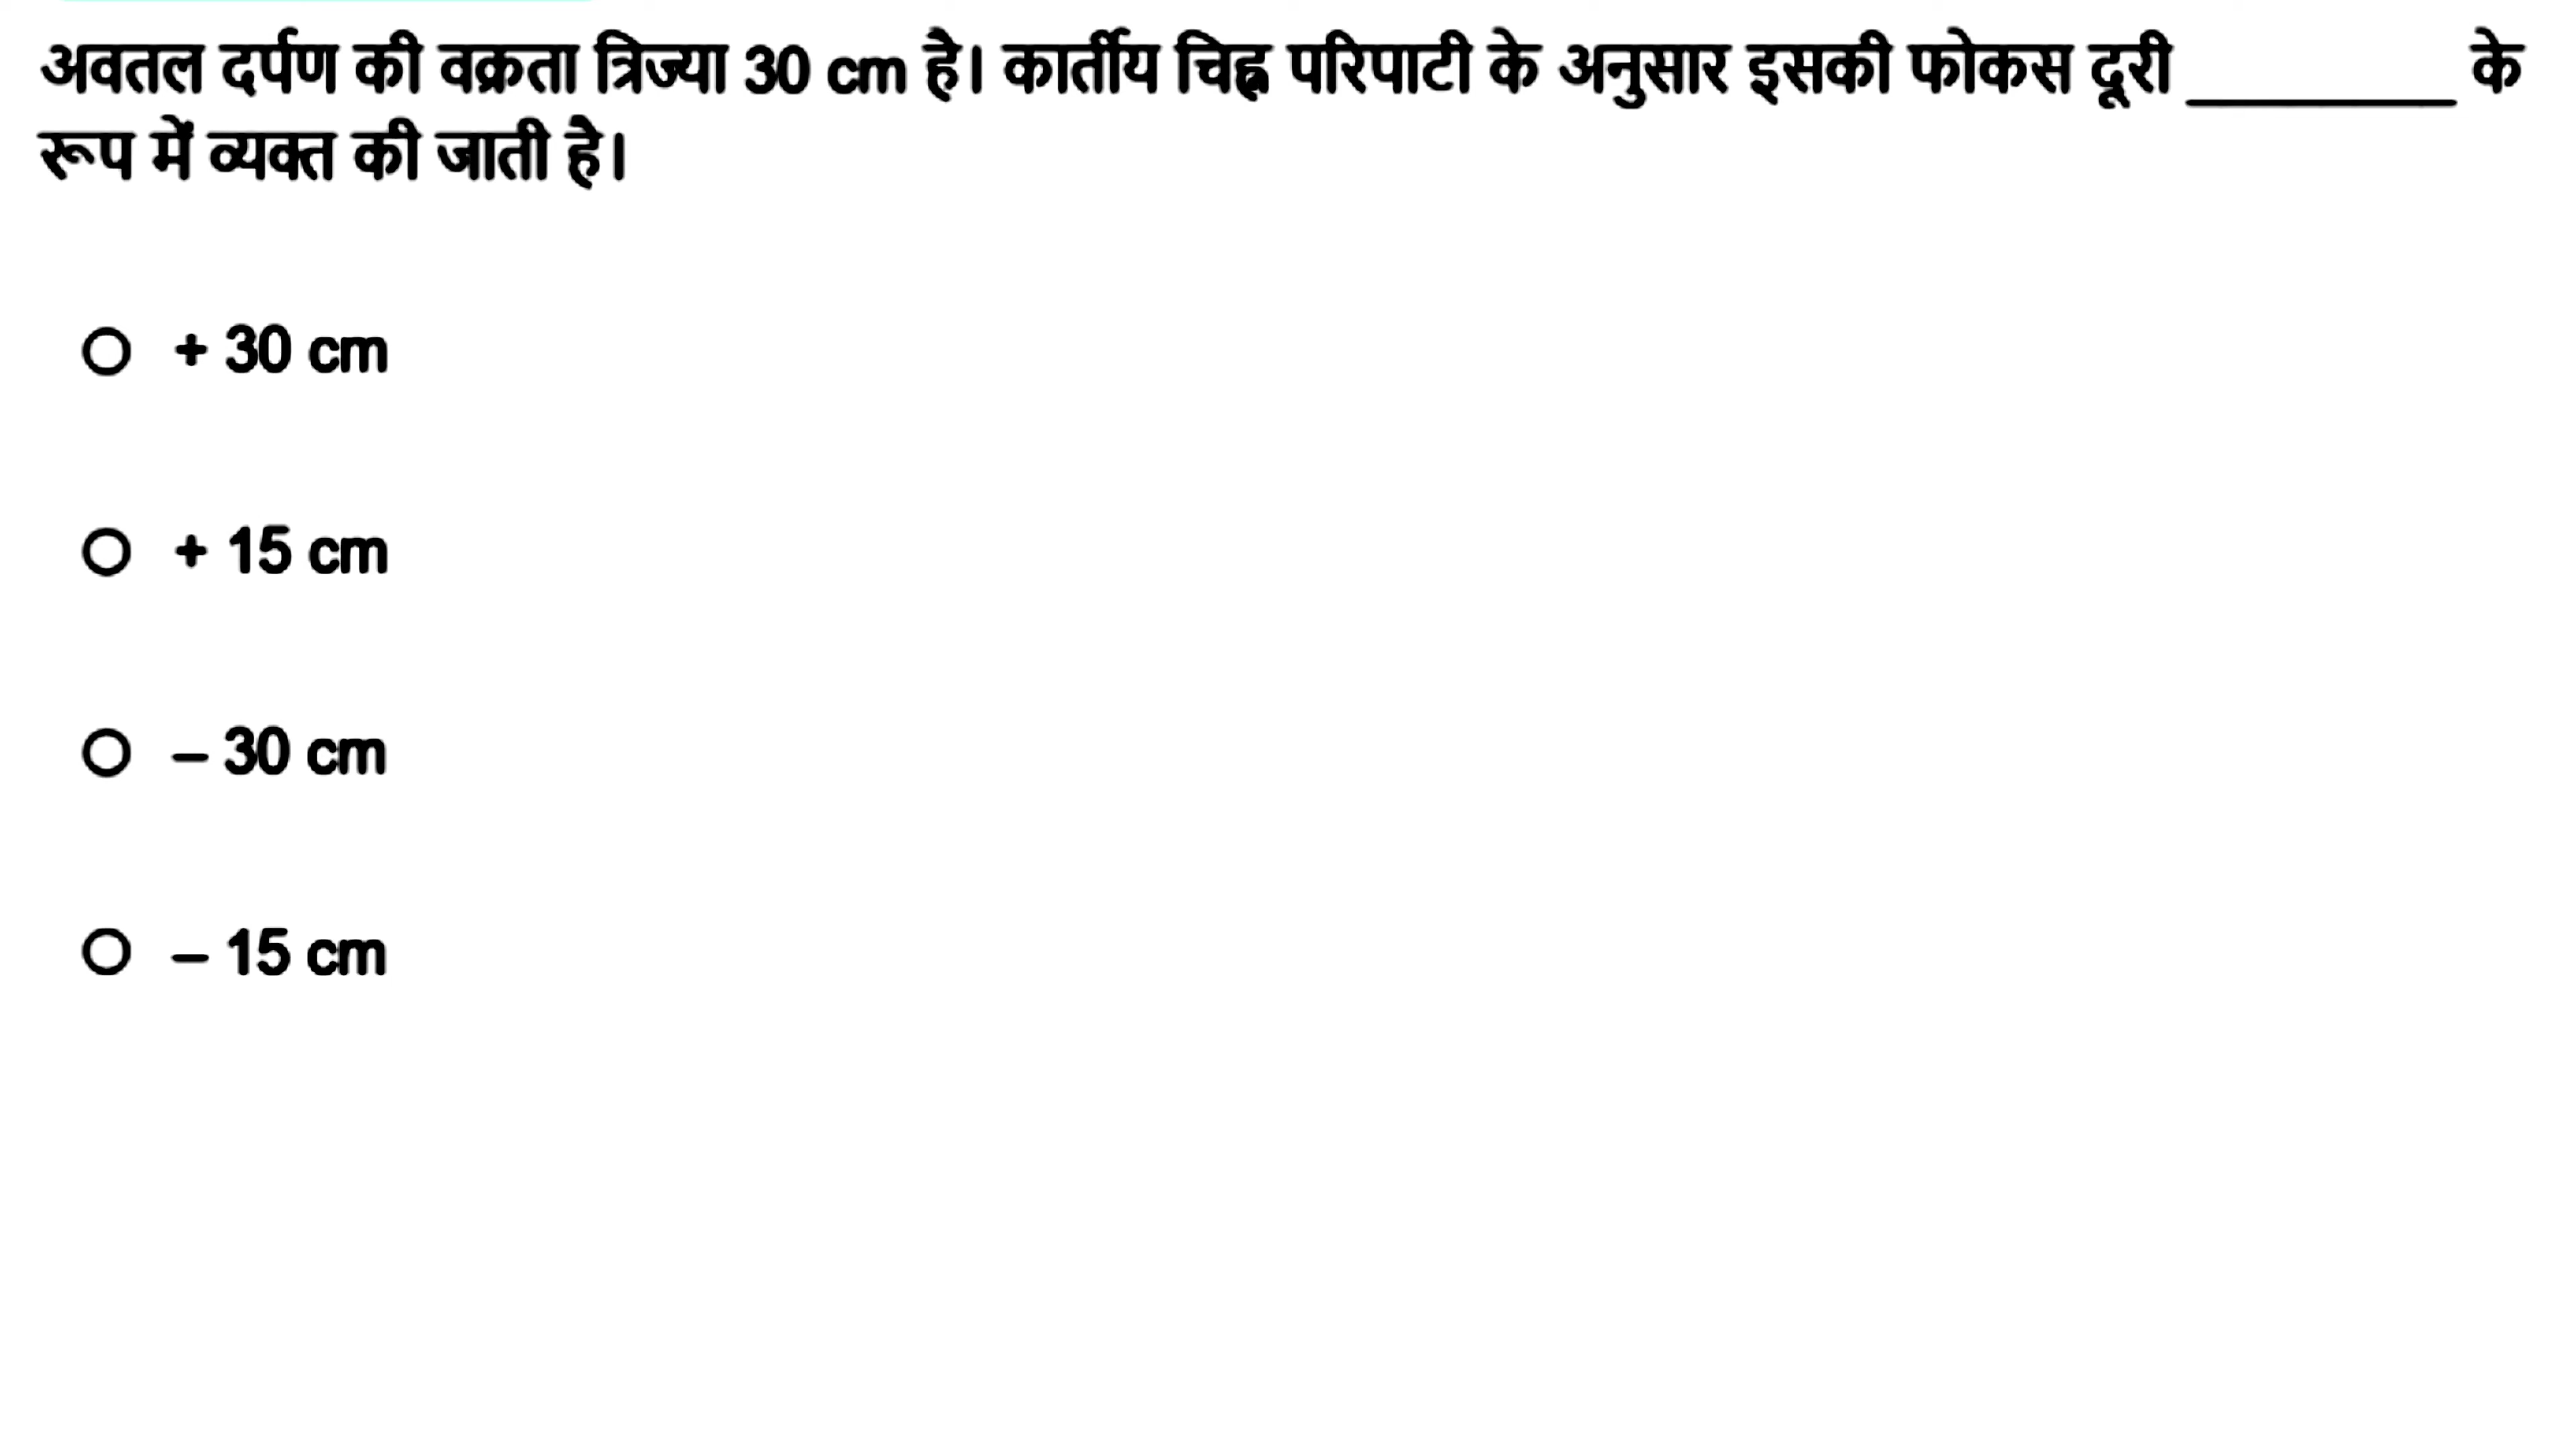 अवतल दर्पण की वक्रता त्रिज्या 30 cm है। कार्तीय चिह्न परिपाटी के अनुसार इसकी फोकस दूरी __________ के
रूप में व्यक्त की जाती है।
+ 30 cm
+ 15 cm
– 30 cm
– 15 cm